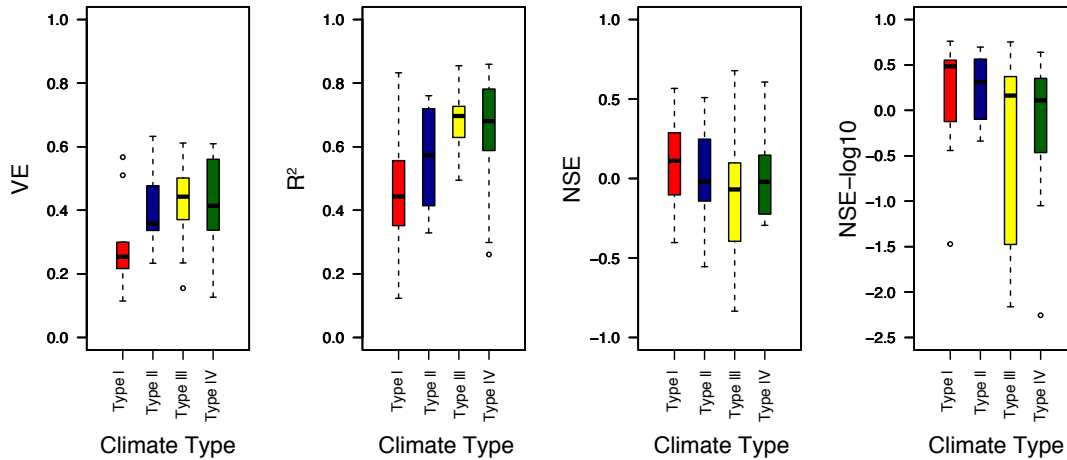 VE
1.0
0.8
0.6
0.4
0.2
0.0
Type I
Type II
Type III
Type IV
Climate Type
R²
1.0
0.8
0.6
0.4
0.2
0.0
Type I
Type II
Type III
Type IV
Climate Type
NSE
1.0
0.5
0.0
−0.5
−1.0
Type I
Type II
Type III
Type IV
Climate Type
NSE−log10
1.0
0.5
0.0
−0.5
−1.0
−1.5
−2.0
−2.5
Type I
Type II
Type III
Type IV
Climate Type